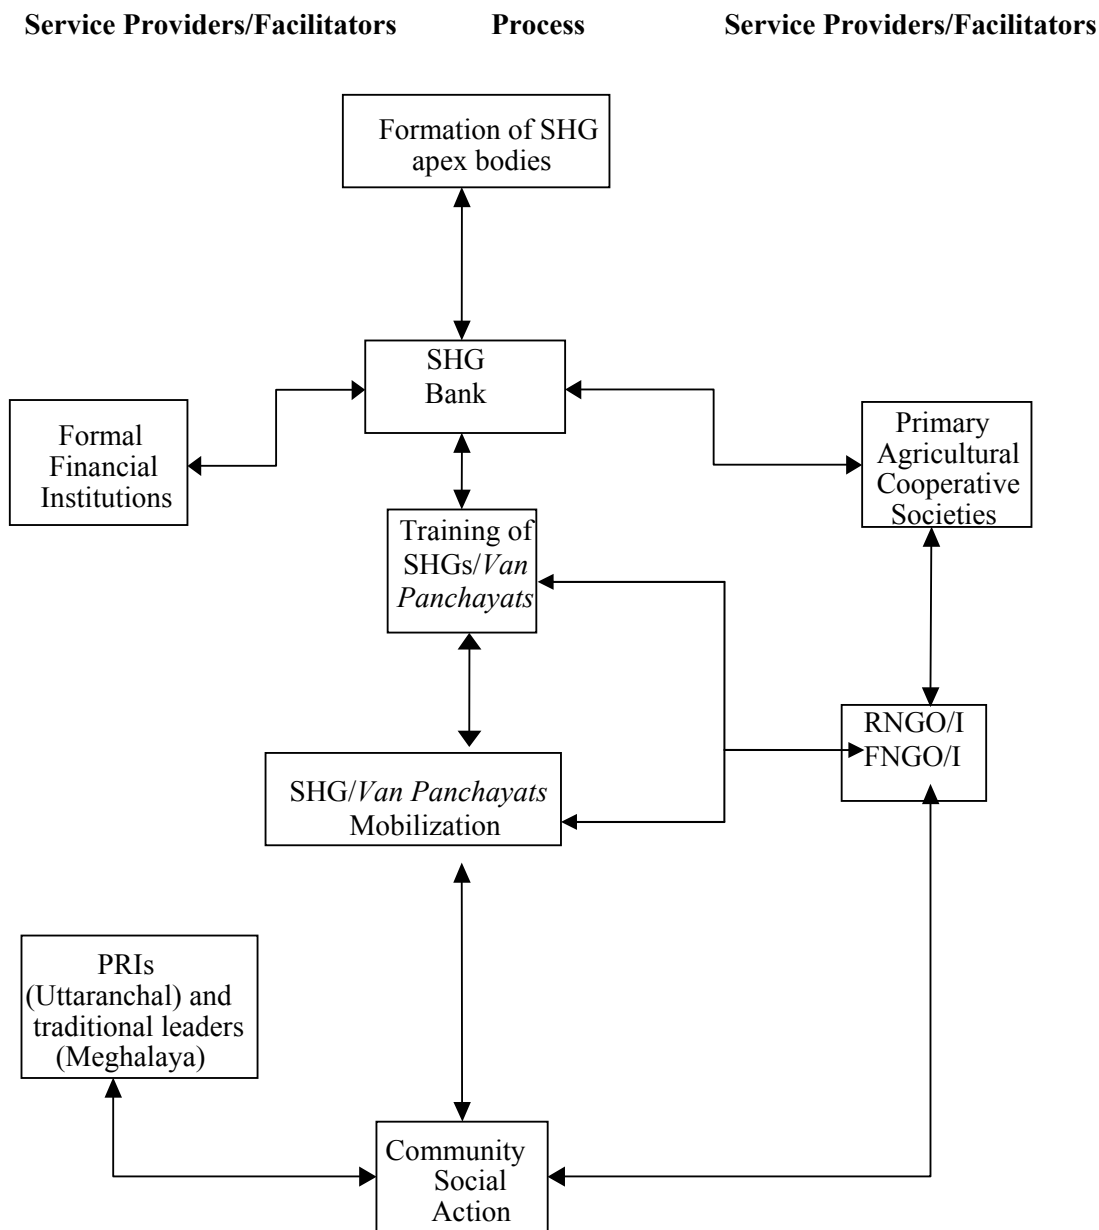 Service Providers/Facilitators Process Service Providers/Facilitators
Formation of SHG
apex bodies
SHG
Bank
Formal
Financial
Institutions
Primary
Agricultural
Cooperative
Societies
Training of
SHGs/Van
Panchayats
RNGO/I
FNGO/I
SHG/Van Panchayats
Mobilization
PRIs
(Uttaranchal) and
traditional leaders
(Meghalaya)
Community
Social
Action